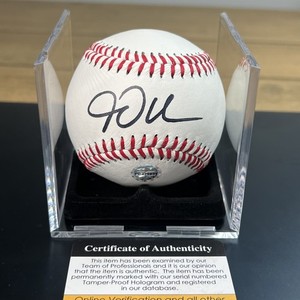 Certificate of Authenticity
This item has been examined by our
Team of Professionals and it is our opinion
that the item is authentic. The item has been
permanently marked with our serial numbered
Tamper-Proof Hologram and registered
in our database.
Online Verification and all other